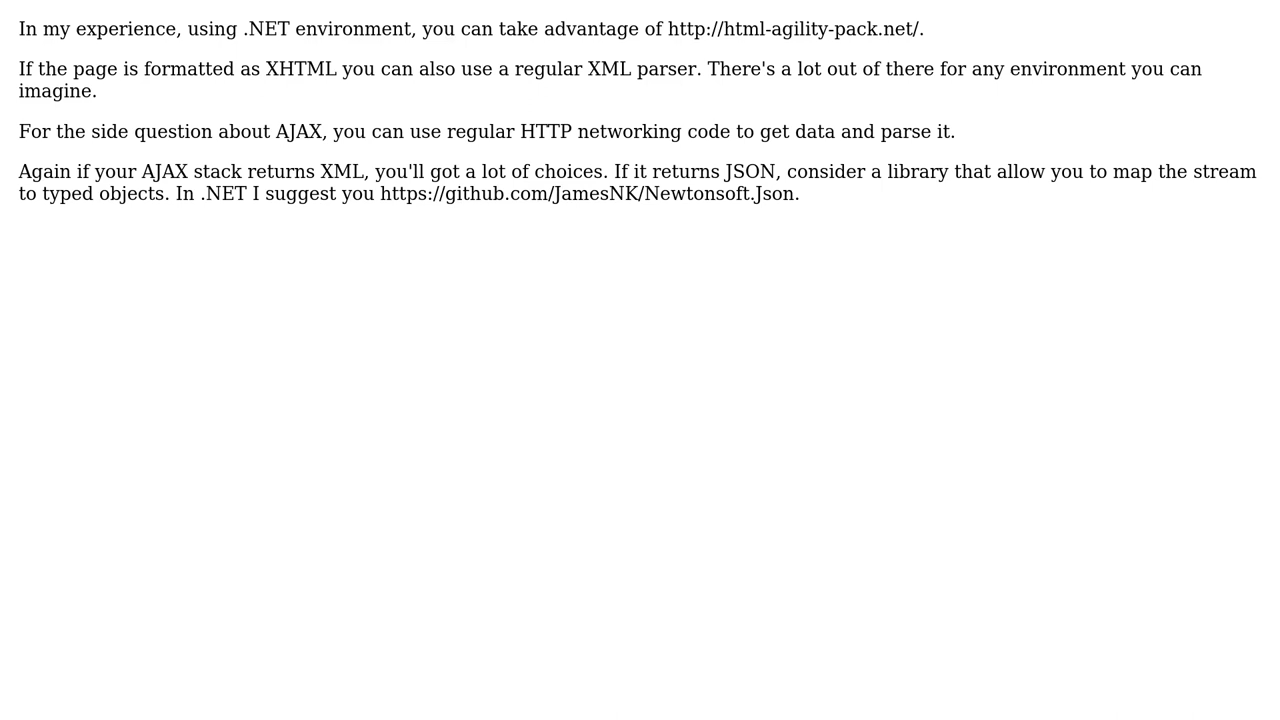 In my experience, using .NET environment, you can take advantage of http://html-agility-pack.net/.
If the page is formatted as XHTML you can also use a regular XML parser. There's a lot out of there for any environment you can
imagine.
For the side question about AJAX, you can use regular HTTP networking code to get data and parse it.
Again if your AJAX stack returns XML, you'll got a lot of choices. If it returns JSON, consider a library that allow you to map the stream
to typed objects. In .NET I suggest you https://github.com/JamesNK/Newtonsoft.Json.